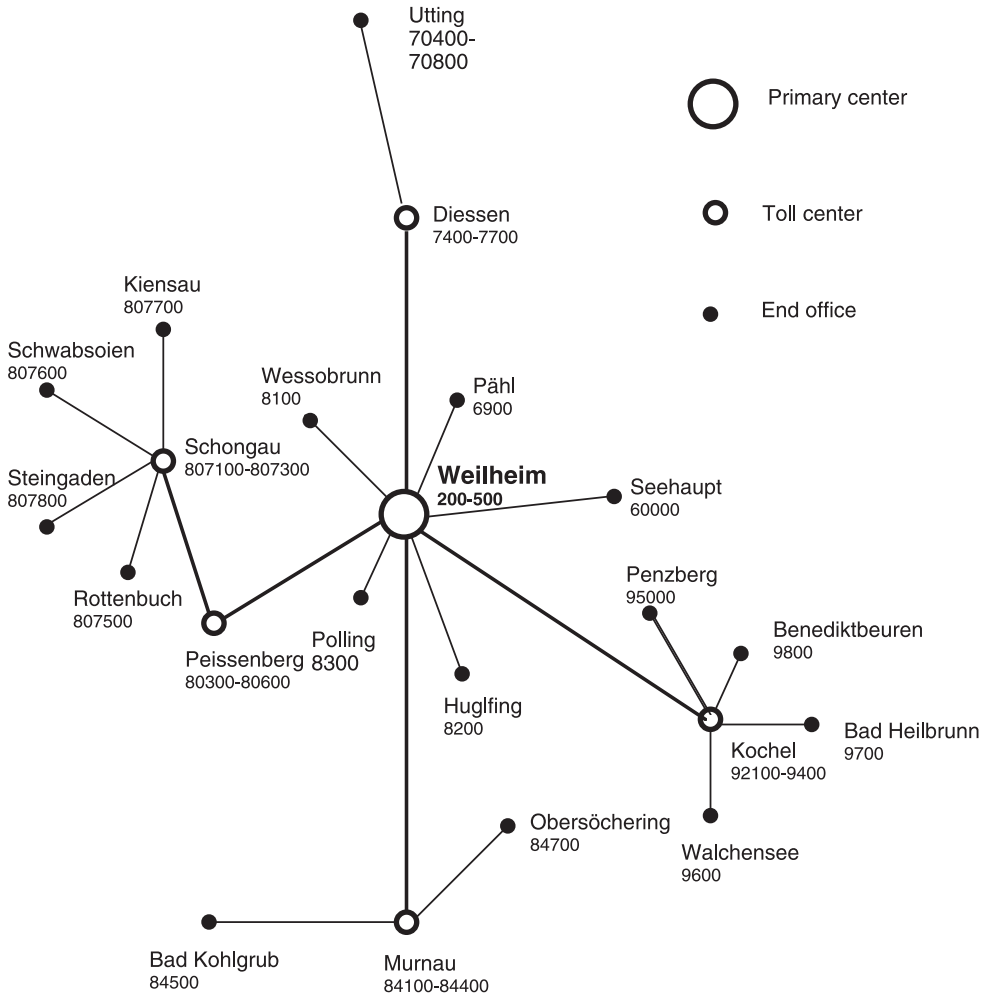 Utting
70400-
70800
Primary center
Diessen
7400-7700
Toll center
Kiensau
807700
End office
Schwabsoien
807600
Wessobrunn
8100
Pähl
6900
Schongau
807100-807300
Weilheim
200-500
Steingaden
807800
Seehaupt
60000
Rottenbuch
807500
Penzberg
95000
Polling
8300
Benediktbeuren
9800
Peissenberg
80300-80600
Huglfing
8200
Bad Heilbrunn
9700
Kochel
92100-9400
Obersöchering
84700
Walchensee
9600
Bad Kohlgrub
84500
Murnau
84100-84400